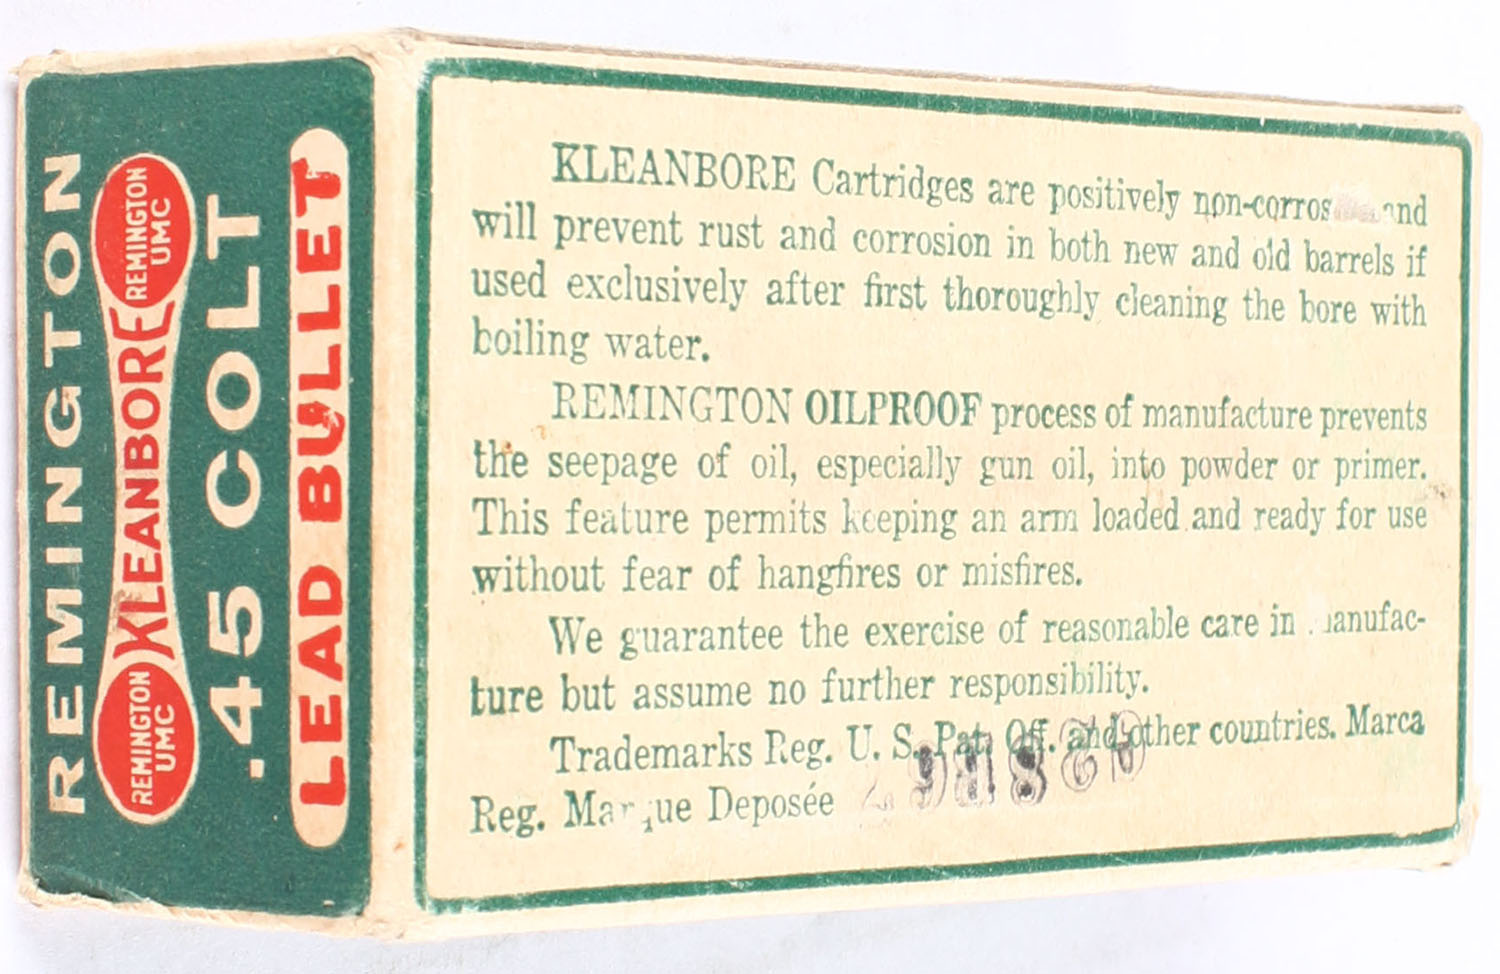 REMINGTON
REMINGTON
UMC
KLEANBORE
REMINGTON
UMC
.45 COLT
LEAD BULLET
KLEANBORE Cartridges are positively and
will prevent rust and corrosion in both new and old barrels if
used exclusively after first thoroughly cleaning the bore with
boiling water.
REMINGTON OILPROOF process of manufacture prevents
the seepage of oil, especially gun oil, into powder or primer.
This feature permits keeping an arm loaded and ready for use
without fear of hangfires or misfires.
We guarantee the exercise of reasonable care in manufac-
ture but assume no further responsibility.
Trademarks Reg. U. S. Pat. Off. and other countries. Marca
Reg. Marque Deposée